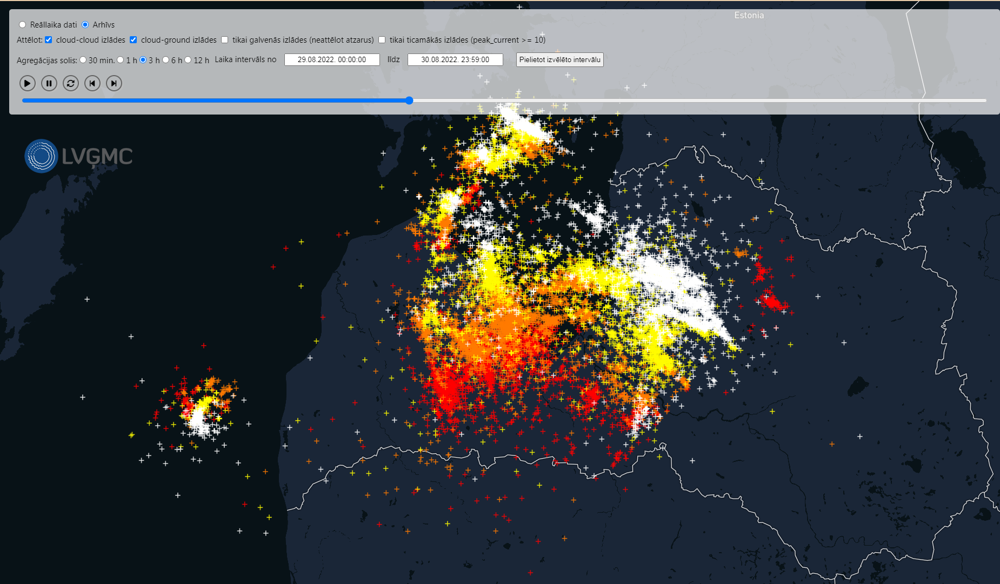 Estonia
Reāllaika dati Arhīvs
Attēlot: cloud-cloud izlādes cloud-ground izlādes tikai galvenās izlādes (neattēlot atzarus) tikai ticamākās izlādes (peak_current >= 10)
Agregācijas solis: 30 min. 1 h 3 h 6 h 12 h Laika intervāls no 29.08.2022. 00:00:00 līdz 30.08.2022. 23:59:00 Pielietot izvēlēto intervālu
LVĢMC